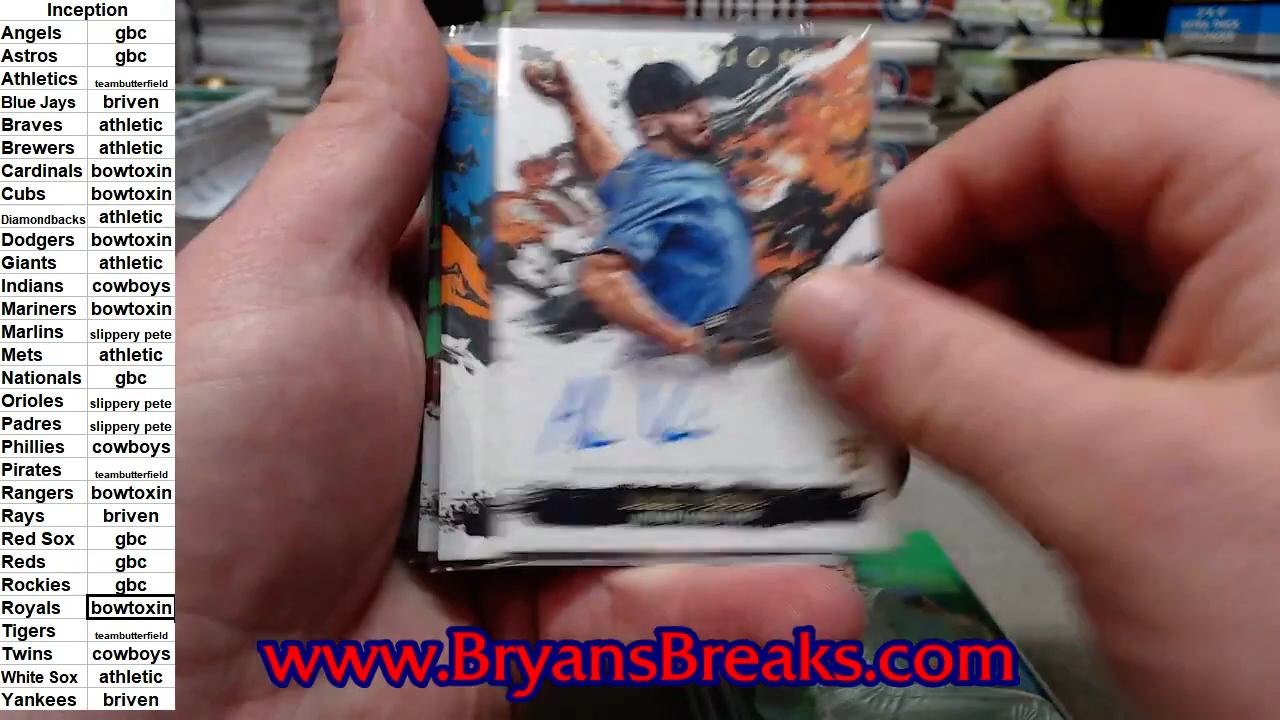 Inception
Angels gbc
Astros gbc
Athletics teambutterfield
Blue Jays briven
Braves athletic
Brewers athletic
Cardinals bowtoxin
Cubs bowtoxin
Diamondbacks athletic
Dodgers bowtoxin
Giants athletic
Indians cowboys
Mariners bowtoxin
Marlins slippery pete
Mets athletic
Nationals gbc
Orioles slippery pete
Padres slippery pete
Phillies cowboys
Pirates teambutterfield
Rangers bowtoxin
Rays briven
Red Sox gbc
Reds gbc
Rockies gbc
Royals bowtoxin
Tigers teambutterfield
Twins cowboys
White Sox athletic
Yankees briven
www.BryansBreaks.com